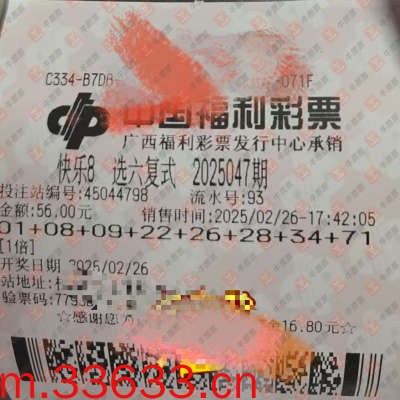 C334-B7D8
071F
中国福利彩票
广西福利彩票发行中心承销
快乐8 选六复式 2025047期
投注站编号:45044798 流水号:93
金额:56.00元 销售时间:2025/02/26-17:42:05
01+08+09+22+26+28+34+71
[1倍]
开奖日期 2025/02/26
站地址:
验票码:779
☆感谢您为 16.80元☆
m.33633.cn